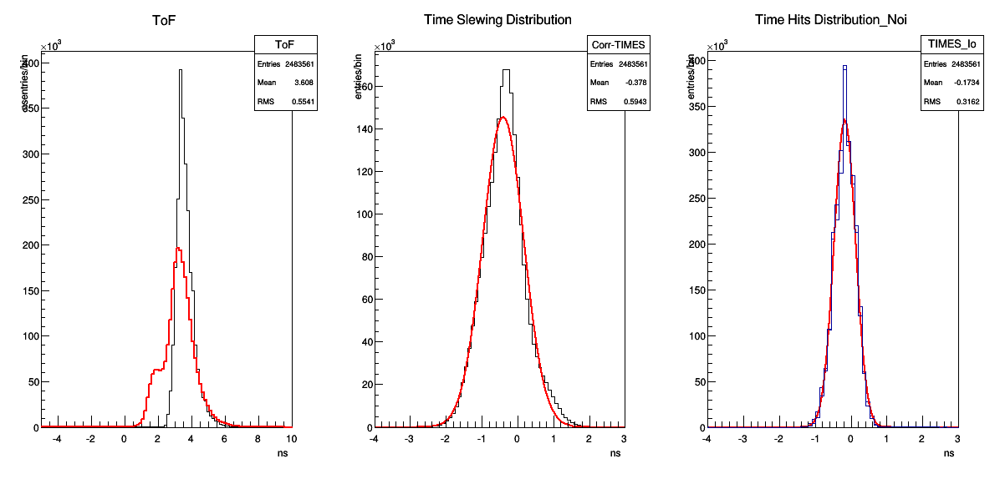 ToF
Time Slewing Distribution
Time Hits Distribution_Noi
×10³
entries/bin
400
350
300
250
200
150
100
50
0
-4 -2 0 2 4 6 8 10
ns
ToF
Entries 2483561
Mean 3.608
RMS 0.5541
×10³
entries/bin
160
140
120
100
80
60
40
20
0
-4 -3 -2 -1 0 1 2 3
ns
Corr-TIMES
Entries 2483561
Mean -0.378
RMS 0.5943
×10³
entries/bin
400
350
300
250
200
150
100
50
0
-4 -3 -2 -1 0 1 2 3
ns
TIMES_Io
Entries 2483561
Mean -0.1734
RMS 0.3162